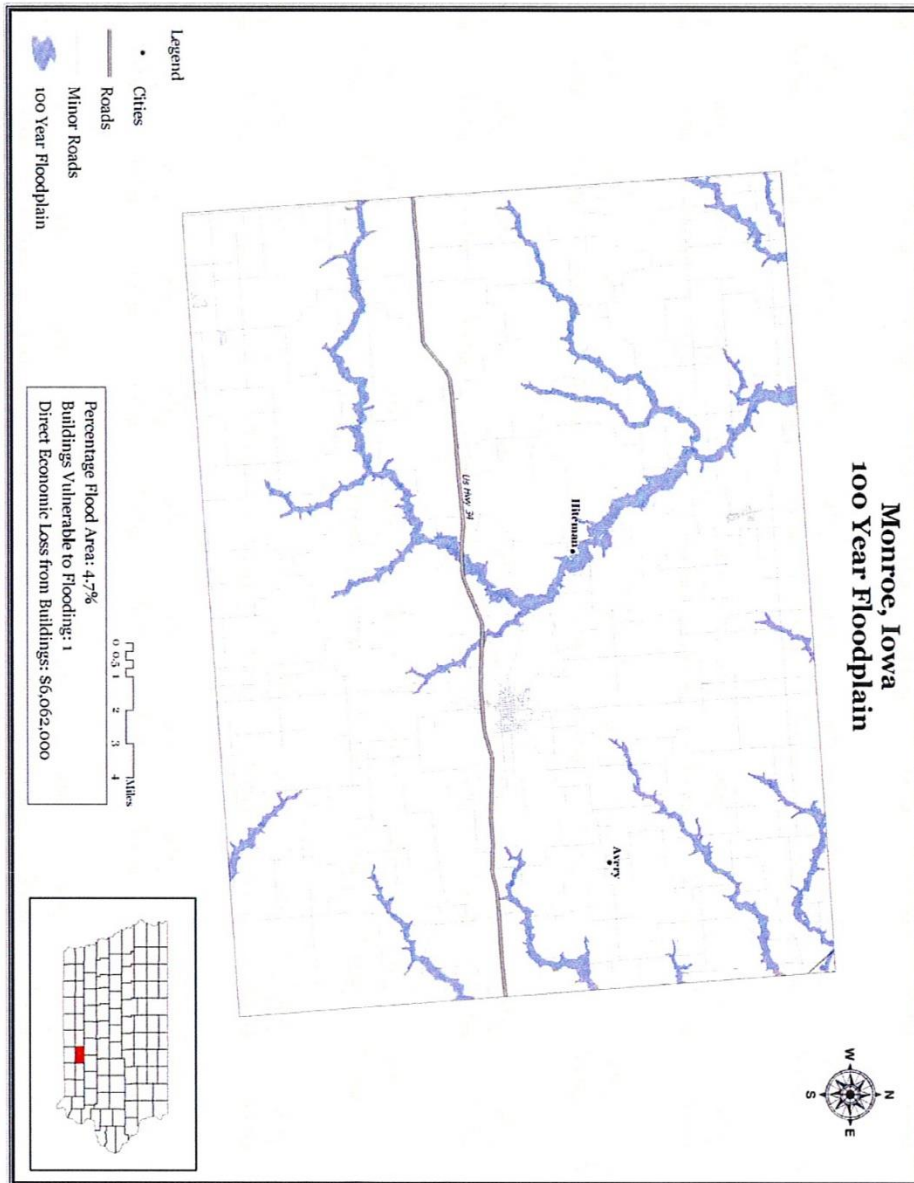 Monroe, Iowa
100 Year Floodplain
N
W
E
S
Hiteman
Avery
Us Hwy. 34
Legend
Cities
Roads
Minor Roads
100 Year Floodplain
Percentage Flood Area: 4.7%
Buildings Vulnerable to Flooding: 1
Direct Economic Loss from Buildings: $6,062,000
0 0.5 1 2 3 4 Miles